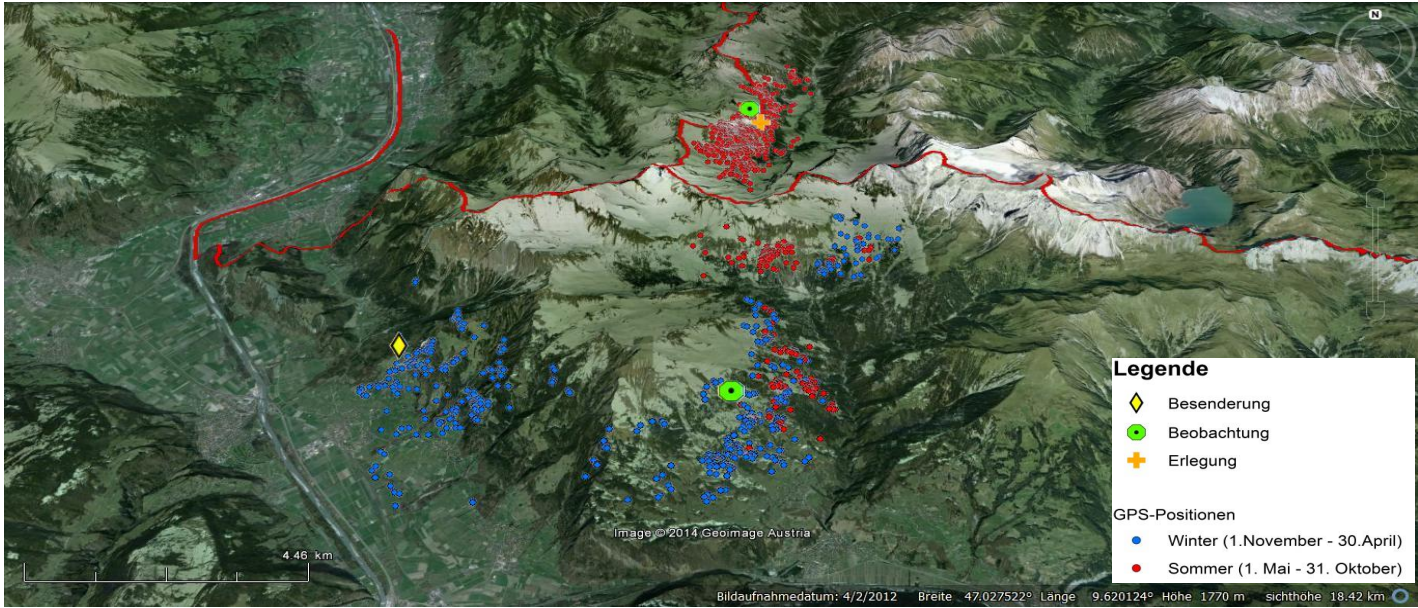 N
Legende
Besenderung
Beobachtung
Erlegung
GPS-Positionen
Winter (1.November - 30.April)
Sommer (1. Mai - 31. Oktober)
Image © 2014 Geoimage Austria
4.46 km
Bildaufnahmedatum: 4/2/2012 Breite 47.027522° Länge 9.620124° Höhe 1770 m sichthöhe 18.42 km